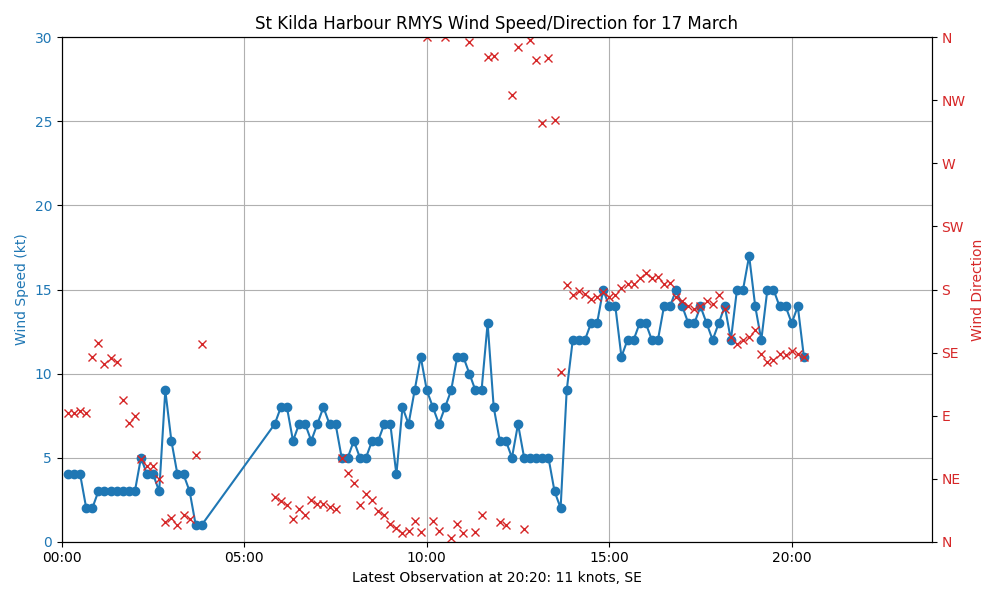 St Kilda Harbour RMYS Wind Speed/Direction for 17 March
Wind Speed (kt)
30
25
20
15
10
5
0
00:00 05:00 10:00 15:00 20:00
Latest Observation at 20:20: 11 knots, SE
N
NW
W
SW
S
SE
E
NE
N
Wind Direction